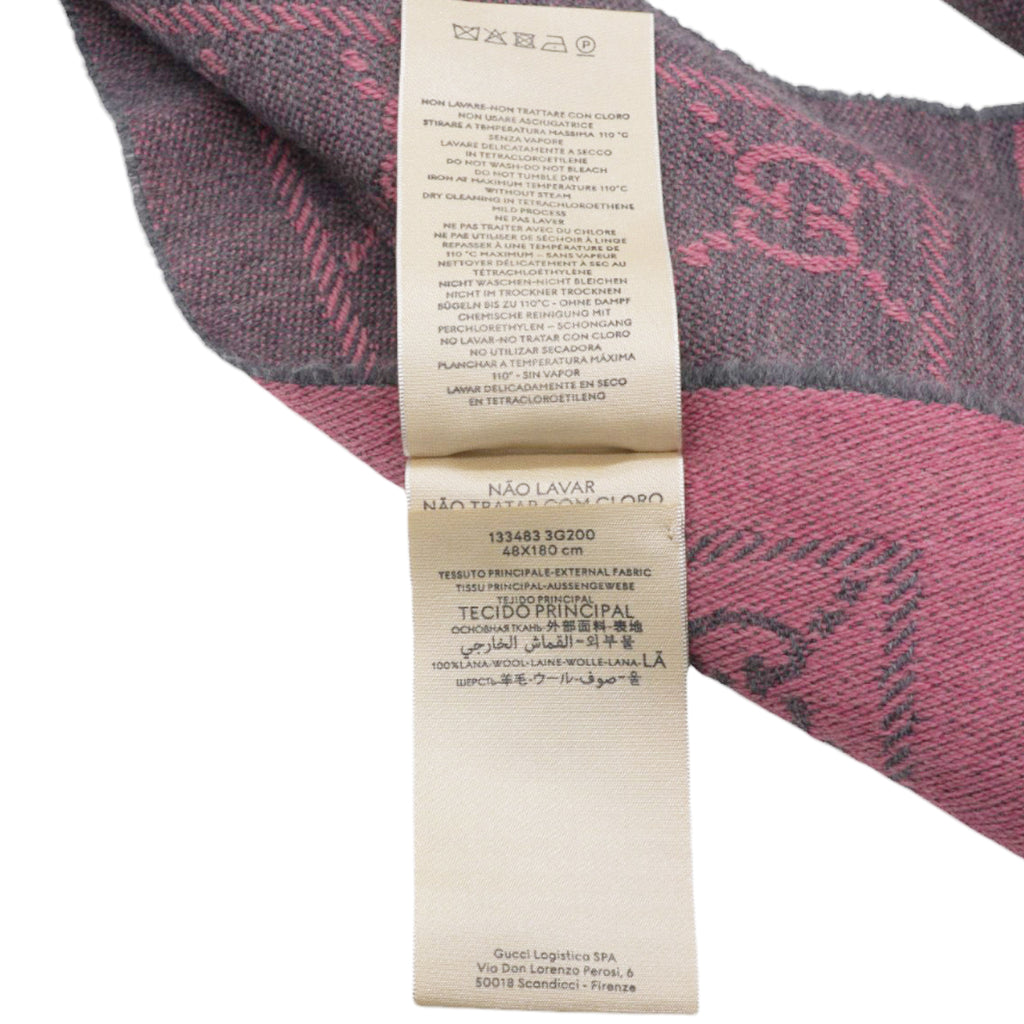 NON LAVARE-NON TRATTARE CON CLORO
NON USARE ASCIUGATRICE
STIRARE A TEMPERATURA MASSIMA 110 °C
SENZA VAPORE
LAVARE DELICATAMENTE A SECCO
IN TETRACLOROETILENE
DO NOT WASH-DO NOT BLEACH
DO NOT TUMBLE DRY
IRON AT MAXIMUM TEMPERATURE 110°C
WITHOUT STEAM
DRY CLEANING IN TETRACHLOROETHENE
MILD PROCESS
NE PAS LAVER
NE PAS TRAITER AVEC DU CHLORE
NE PAS UTILISER DE SÉCHOIR À LINGE
REPASSER À UNE TEMPÉRATURE DE
110 °C MAXIMUM – SANS VAPEUR
NETTOYER DÉLICATEMENT À SEC AU
TÉTRACHLOÉTHYLÈNE
NICHT WASCHEN-NICHT BLEICHEN
NICHT IM TROCKNER TROCKNEN
BÜGELN BIS ZU 110°C - OHNE DAMPF
CHEMISCHE REINIGUNG MIT
PERCHLORETHYLEN – SCHONGANG
NO LAVAR-NO TRATAR CON CLORO
NO UTILIZAR SECADORA
PLANCHAR A TEMPERATURA MÁXIMA
110° - SIN VAPOR
LAVAR DELICADAMENTE EN SECO
EN TETRACLOROETILENO
NÃO LAVAR
NÃO TRATAR COM CLORO
133483 3G200
48X180 cm
TESSUTO PRINCIPALE-EXTERNAL FABRIC
TISSU PRINCIPAL-AUSSENGEWEBE
TEJIDO PRINCIPAL
TECIDO PRINCIPAL
ОСНОВНАЯ ТКАНЬ-外部面料-表地
القماش الخارجي-외부물
100%LANA-WOOL-LAINE-WOLLE-LANA-LÃ
ШЕРСТЬ-羊毛-ウール-صوف-울
Gucci Logistica SPA
Via Don Lorenzo Perosi, 6
50018 Scandicci - Firenze